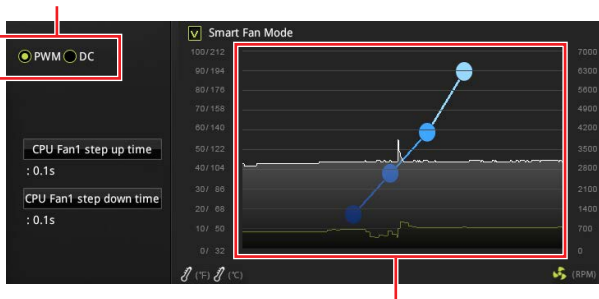 V Smart Fan Mode
PWM DC
100/212 7000
90/194 6300
80/176 5600
70/158 4900
60/140 4200
50/122 3500
40/104 2800
30/ 86 2100
20/ 68 1400
10/ 50 700
0/ 32 0
CPU Fan1 step up time
: 0.1s
CPU Fan1 step down time
: 0.1s
(°F) (°C) (RPM)